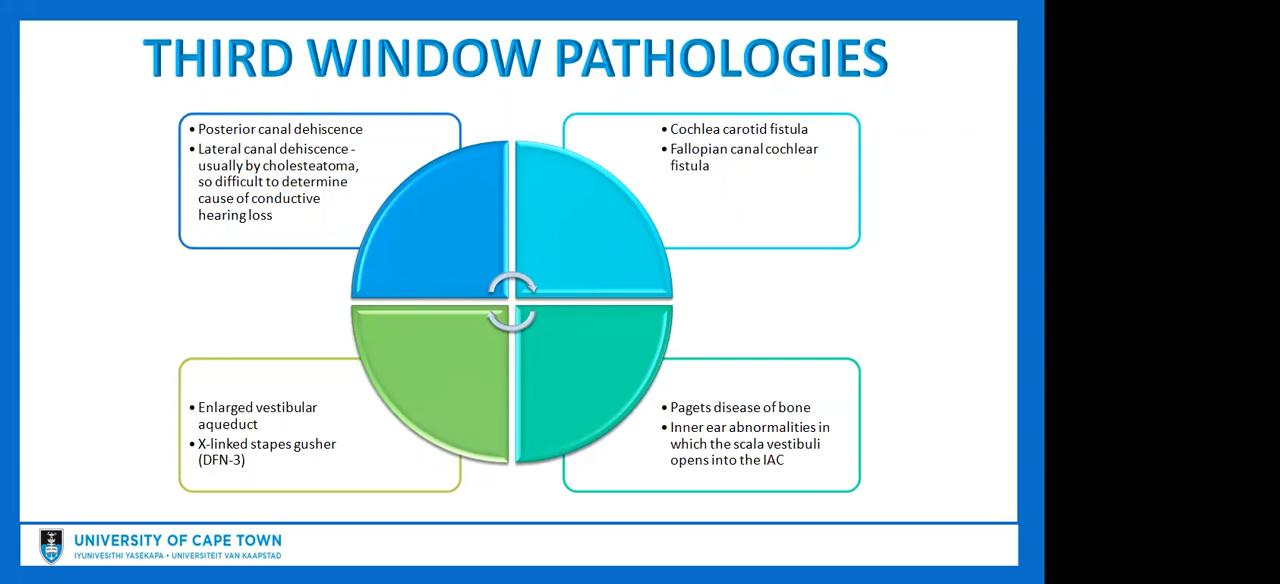 THIRD WINDOW PATHOLOGIES
• Posterior canal dehiscence
• Lateral canal dehiscence -
usually by cholesteatoma,
so difficult to determine
cause of conductive
hearing loss
• Cochlea carotid fistula
• Fallopian canal cochlear
fistula
• Enlarged vestibular
aqueduct
• X-linked stapes gusher
(DFN-3)
• Pagets disease of bone
• Inner ear abnormalities in
which the scala vestibuli
opens into the IAC
UNIVERSITY OF CAPE TOWN
IYUNIVESITHI YASEKAPA • UNIVERSITEIT VAN KAAPSTAD